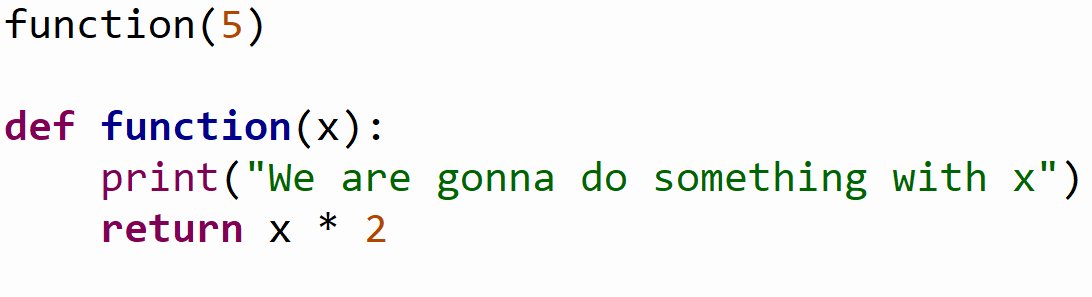 function(5)
def function(x):
    print("We are gonna do something with x")
    return x * 2